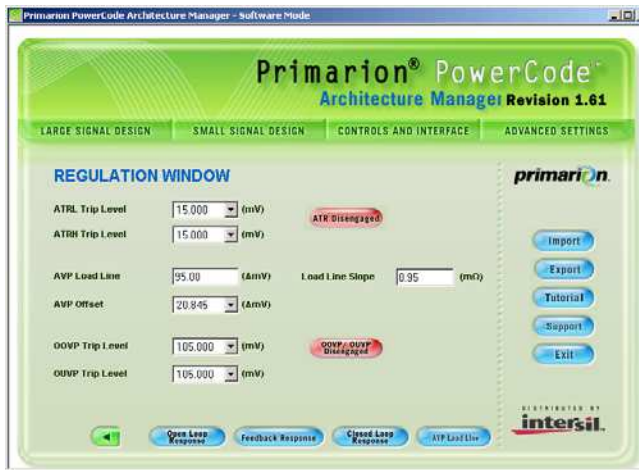 Primarion PowerCode Architecture Manager - Software Mode
Primarion® PowerCode™
Architecture Manager Revision 1.61
LARGE SIGNAL DESIGN SMALL SIGNAL DESIGN CONTROLS AND INTERFACE ADVANCED SETTINGS
REGULATION WINDOW
primarion.
ATRL Trip Level 15.000 (mV)
ATR Disengaged
ATRH Trip Level 15.000 (mV)
Import
AVP Load Line 95.00 (ΔmV) Load Line Slope 0.95 (mΩ)
Export
AVP Offset 20.845 (ΔmV)
Tutorial
Support
OOVP Trip Level 105.000 (mV)
OOVP / OUVP Disengaged
Exit
OUVP Trip Level 105.000 (mV)
DISTRIBUTED BY
intersil.
Open Loop Response Feedback Response Closed Loop Response AVP Load Line